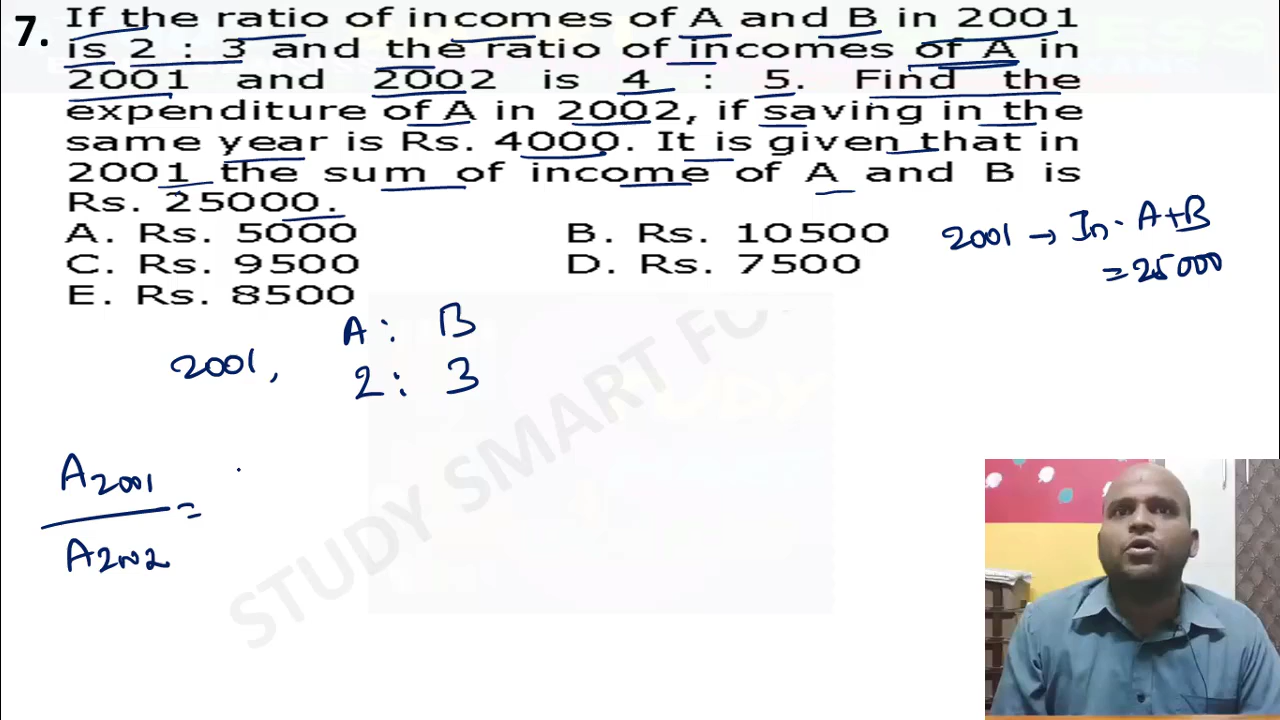 7. If the ratio of incomes of A and B in 2001
is 2 : 3 and the ratio of incomes of A in
2001 and 2002 is 4 : 5. Find the
expenditure of A in 2002, if saving in the
same year is Rs. 4000. It is given that in
2001 the sum of income of A and B is
Rs. 25000.
A. Rs. 5000 B. Rs. 10500
C. Rs. 9500 D. Rs. 7500
E. Rs. 8500
2001 → In. A+B
= 25000
A : B
2001, 2 : 3
A2001
=
A2002
STUDY SMART FO